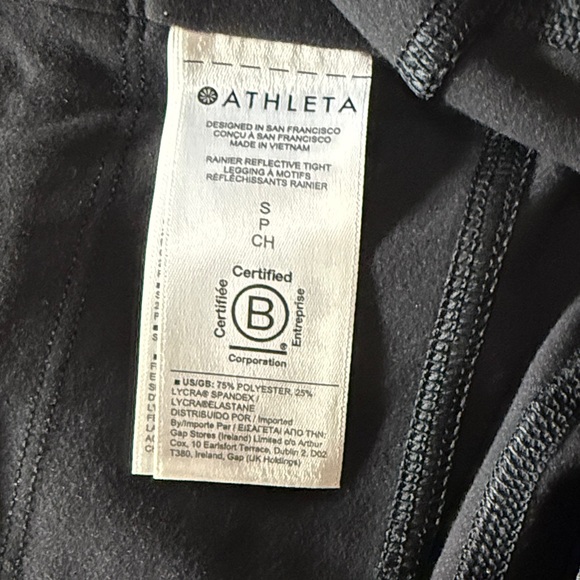 ATHLETA
DESIGNED IN SAN FRANCISCO
CONÇU À SAN FRANCISCO
MADE IN VIETNAM
RAINIER REFLECTIVE TIGHT
LEGGING À MOTIFS
RÉFLÉCHISSANTS RAINIER
S
P
CH
Certified
Certifiée
B
Entreprise
®
Corporation
■ US/GB: 75% POLYESTER, 25%
LYCRA® SPANDEX /
LYCRA®ELASTANE
DISTRIBUIDO POR / Imported
By/Importe Par / ΕΙΣΑΓΕΤΑΙ ΑΠΟ ΤΗΝ:
Gap Stores (Ireland) Limited c/o Arthur
Cox, 10 Earlsfort Terrace, Dublin 2, D02
T380, Ireland, Gap (UK Holdings)